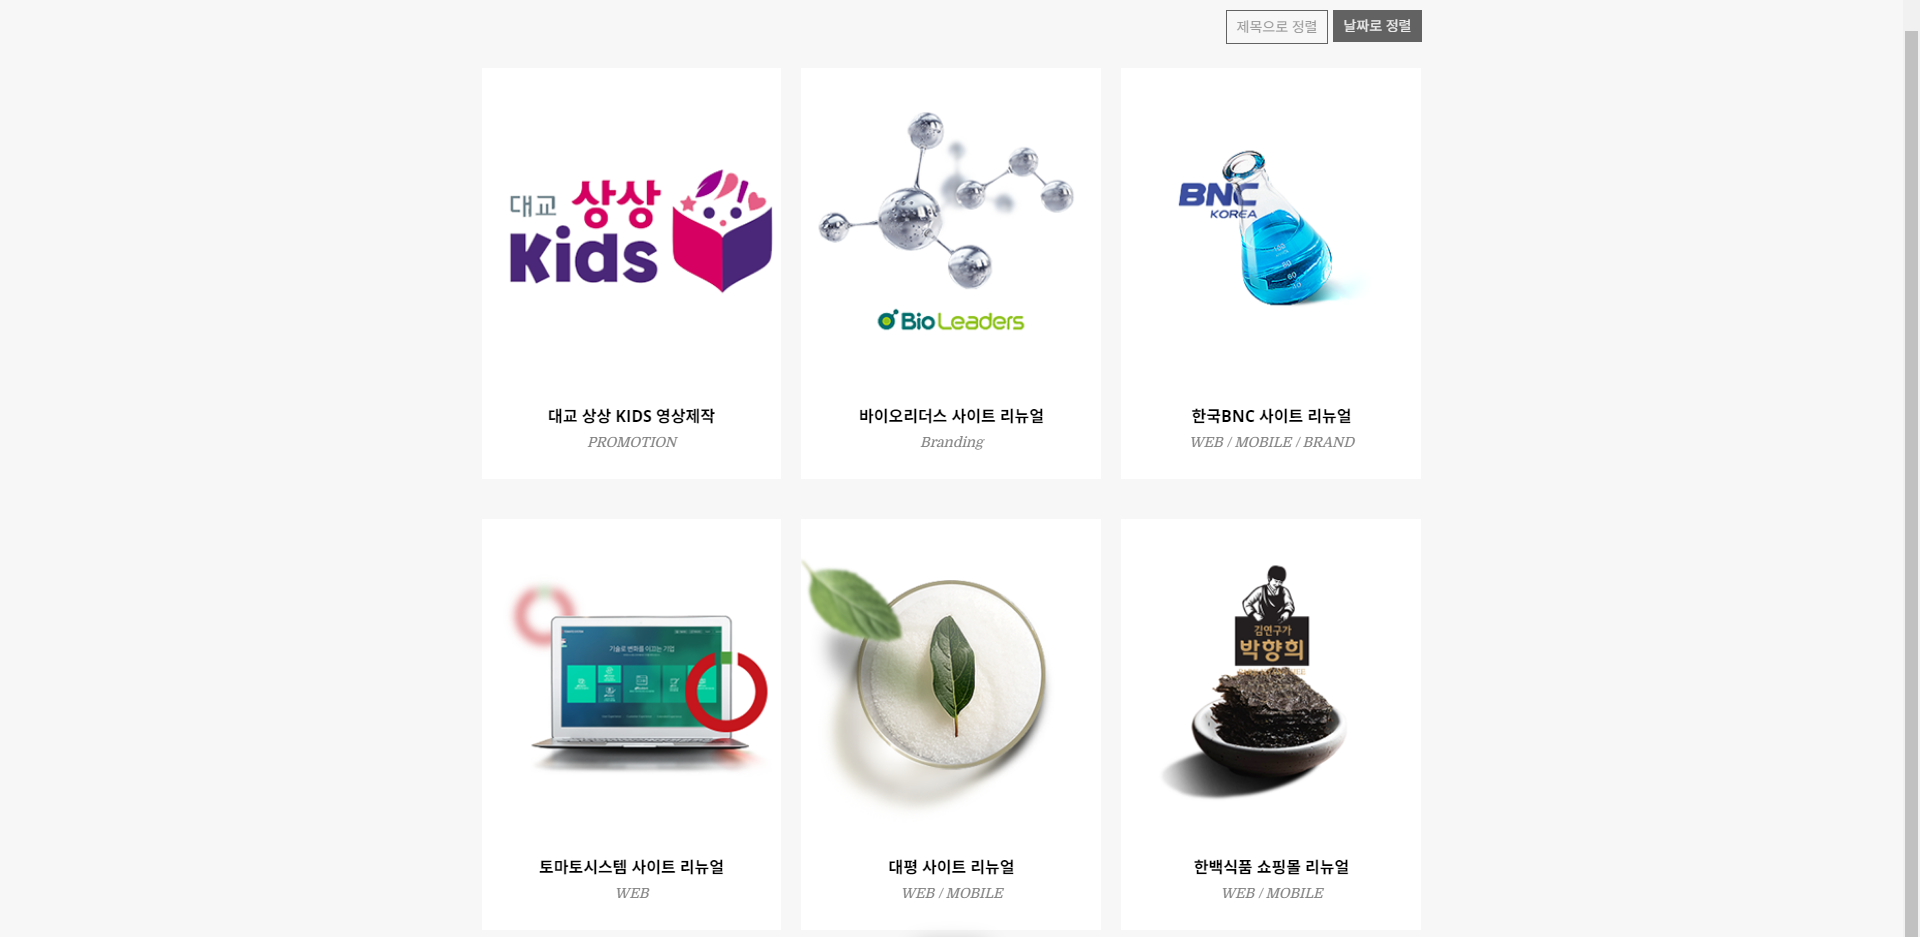 제목으로 정렬
날짜로 정렬
대교 상상
Kids
BNC
KOREA
Bio Leaders
대교 상상 KIDS 영상제작
PROMOTION
바이오리더스 사이트 리뉴얼
Branding
한국BNC 사이트 리뉴얼
WEB / MOBILE / BRAND
기술로 변화를 이끄는 기업
김연구가
박향희
토마토시스템 사이트 리뉴얼
WEB
대평 사이트 리뉴얼
WEB / MOBILE
한백식품 쇼핑몰 리뉴얼
WEB / MOBILE